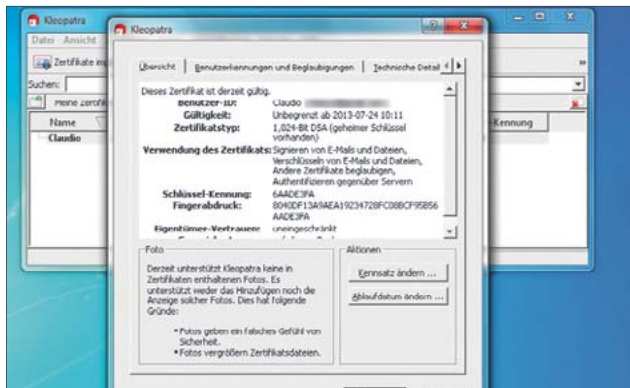 Kleopatra
Kleopatra
Datei Ansicht
Zertifikate imp
Suchen:
Meine Zertifi
Name
Kennung
Claudio
Übersicht
Benutzerkennungen und Beglaubigungen
Technische Detail
Dieses Zertifikat ist derzeit gültig.
Benutzer-ID: Claudio
Gültigkeit: Unbegrenzt ab 2013-07-24 10:11
Zertifikatstyp: 1,024-Bit DSA (geheimer Schlüssel
vorhanden)
Verwendung des Zertifikats: Signieren von E-Mails und Dateien,
Verschlüsseln von E-Mails und Dateien,
Andere Zertifikate beglaubigen,
Authentifizieren gegenüber Servern
Schlüssel-Kennung: 6AADE3FA
Fingerabdruck: 8040DF13A9AEA19234728FC08BCF95B56
AADE3FA
Eigentümer-Vertrauen: uneingeschränkt
Foto
Derzeit unterstützt Kleopatra keine in
Zertifikaten enthaltenen Fotos. Es
unterstützt weder das Hinzufügen noch die
Anzeige solcher Fotos. Dies hat folgende
Gründe:
• Fotos geben ein falsches Gefühl von
Sicherheit.
• Fotos vergrößern Zertifikatsdateien.
Aktionen
Kennsatz ändern ...
Ablaufdatum ändern ...